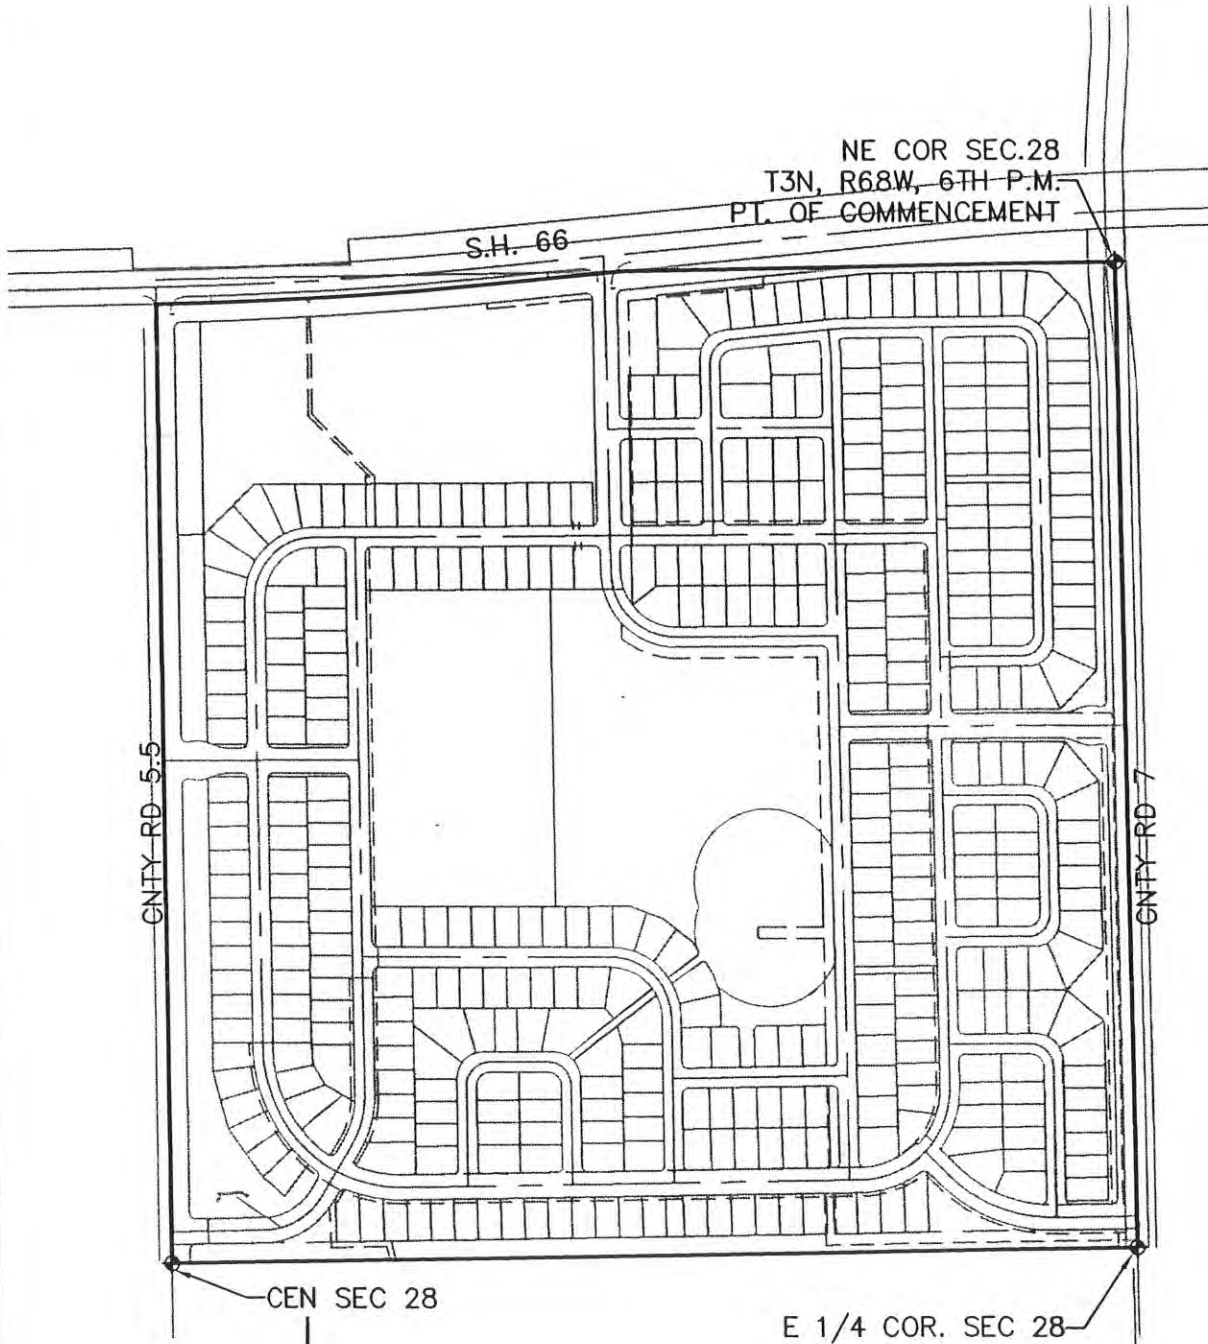 NE COR SEC.28
T3N, R68W, 6TH P.M.
PT. OF COMMENCEMENT
S.H. 66
CNTY RD 5.5
CNTY RD 7
CEN SEC 28
E 1/4 COR. SEC 28